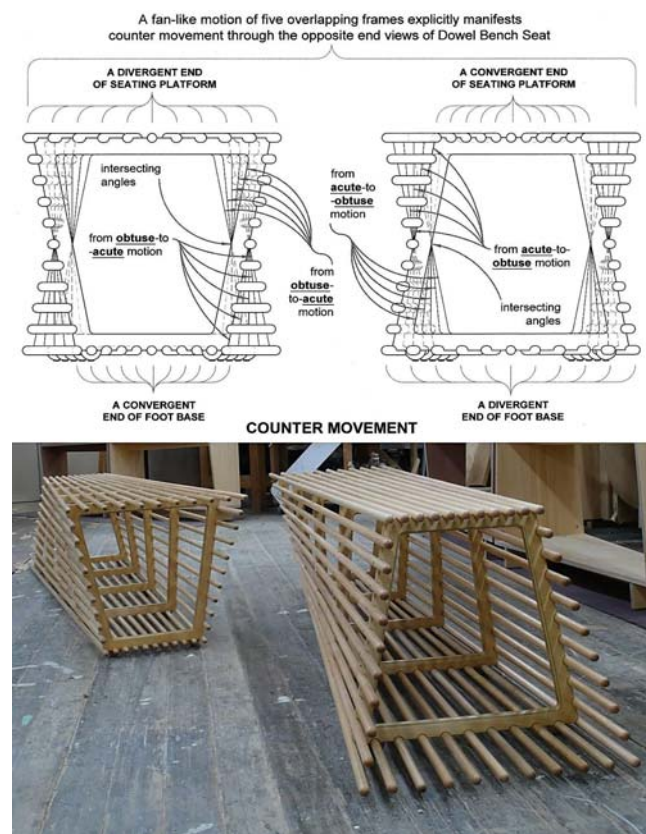 A fan-like motion of five overlapping frames explicitly manifests
counter movement through the opposite end views of Dowel Bench Seat
A DIVERGENT END
OF SEATING PLATFORM
A CONVERGENT END
OF SEATING PLATFORM
intersecting
angles
from obtuse-to-
-acute motion
from
obtuse-
to-acute
motion
from
acute-to
-obtuse
motion
from acute-to-
obtuse motion
intersecting
angles
A CONVERGENT
END OF FOOT BASE
A DIVERGENT
END OF FOOT BASE
COUNTER MOVEMENT